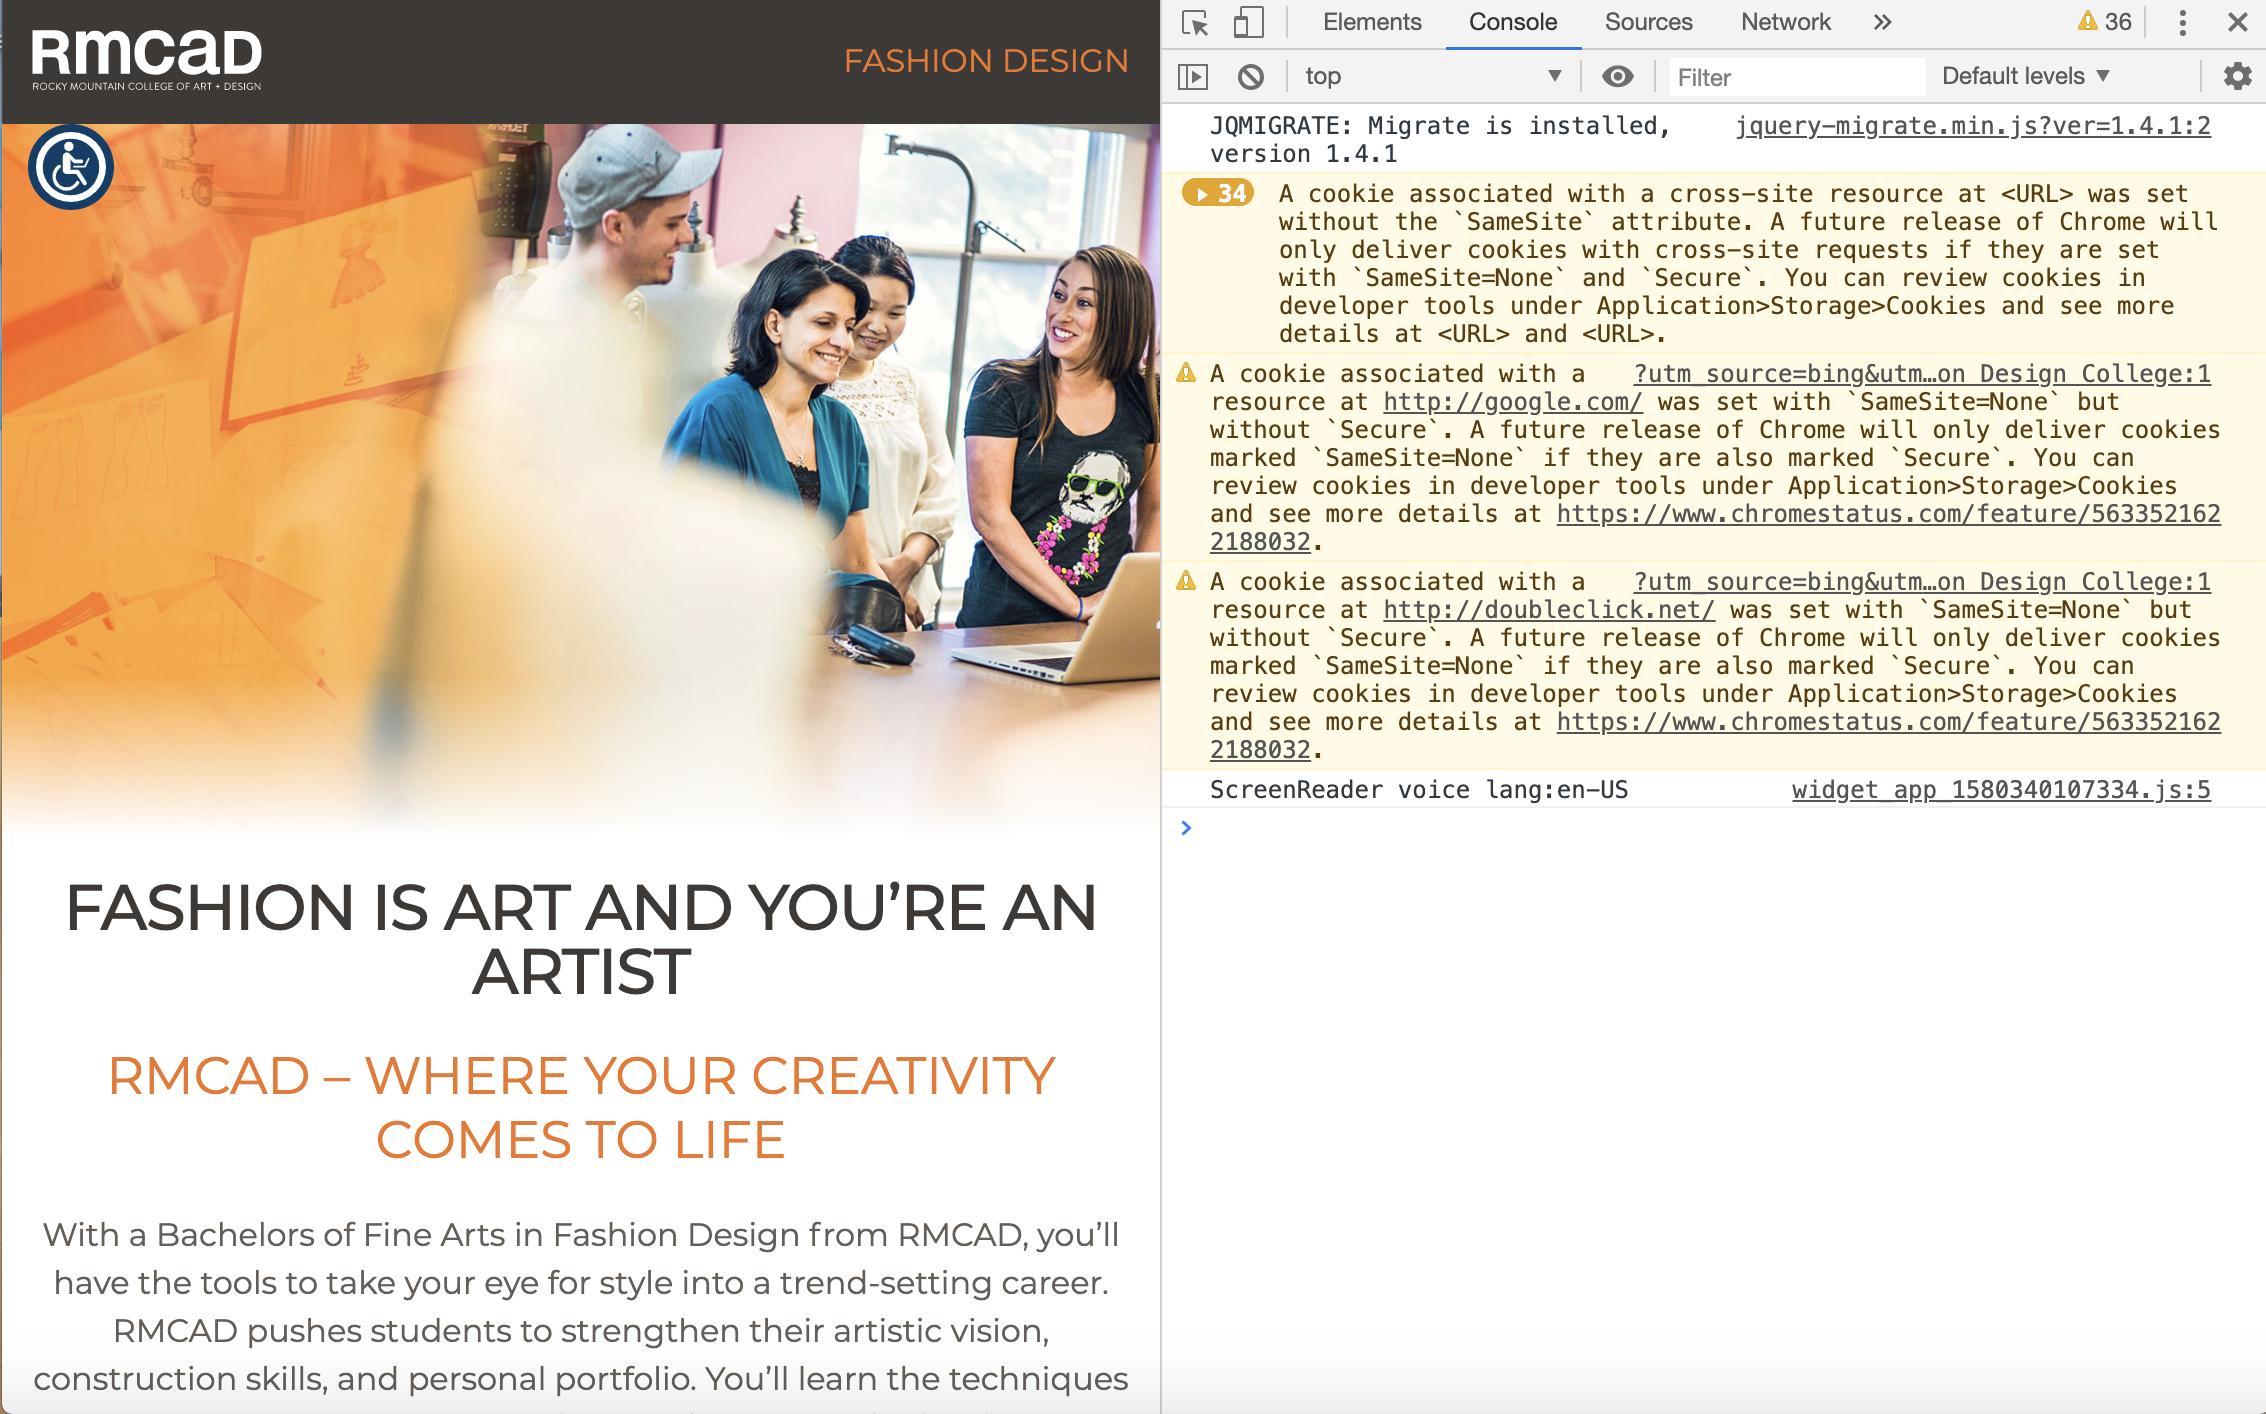 RMCAD
ROCKY MOUNTAIN COLLEGE OF ART + DESIGN
FASHION DESIGN
FASHION IS ART AND YOU’RE AN
ARTIST
RMCAD – WHERE YOUR CREATIVITY
COMES TO LIFE
With a Bachelors of Fine Arts in Fashion Design from RMCAD, you’ll
have the tools to take your eye for style into a trend-setting career.
RMCAD pushes students to strengthen their artistic vision,
construction skills, and personal portfolio. You’ll learn the techniques
Elements Console Sources Network » 36
top Filter Default levels
JQMIGRATE: Migrate is installed, jquery-migrate.min.js?ver=1.4.1:2
version 1.4.1
34 A cookie associated with a cross-site resource at <URL> was set
without the `SameSite` attribute. A future release of Chrome will
only deliver cookies with cross-site requests if they are set
with `SameSite=None` and `Secure`. You can review cookies in
developer tools under Application>Storage>Cookies and see more
details at <URL> and <URL>.
A cookie associated with a ?utm_source=bing&utm…on Design College:1
resource at http://google.com/ was set with `SameSite=None` but
without `Secure`. A future release of Chrome will only deliver cookies
marked `SameSite=None` if they are also marked `Secure`. You can
review cookies in developer tools under Application>Storage>Cookies
and see more details at https://www.chromestatus.com/feature/563352162
2188032.
A cookie associated with a ?utm_source=bing&utm…on Design College:1
resource at http://doubleclick.net/ was set with `SameSite=None` but
without `Secure`. A future release of Chrome will only deliver cookies
marked `SameSite=None` if they are also marked `Secure`. You can
review cookies in developer tools under Application>Storage>Cookies
and see more details at https://www.chromestatus.com/feature/563352162
2188032.
ScreenReader voice lang:en-US widget_app_1580340107334.js:5